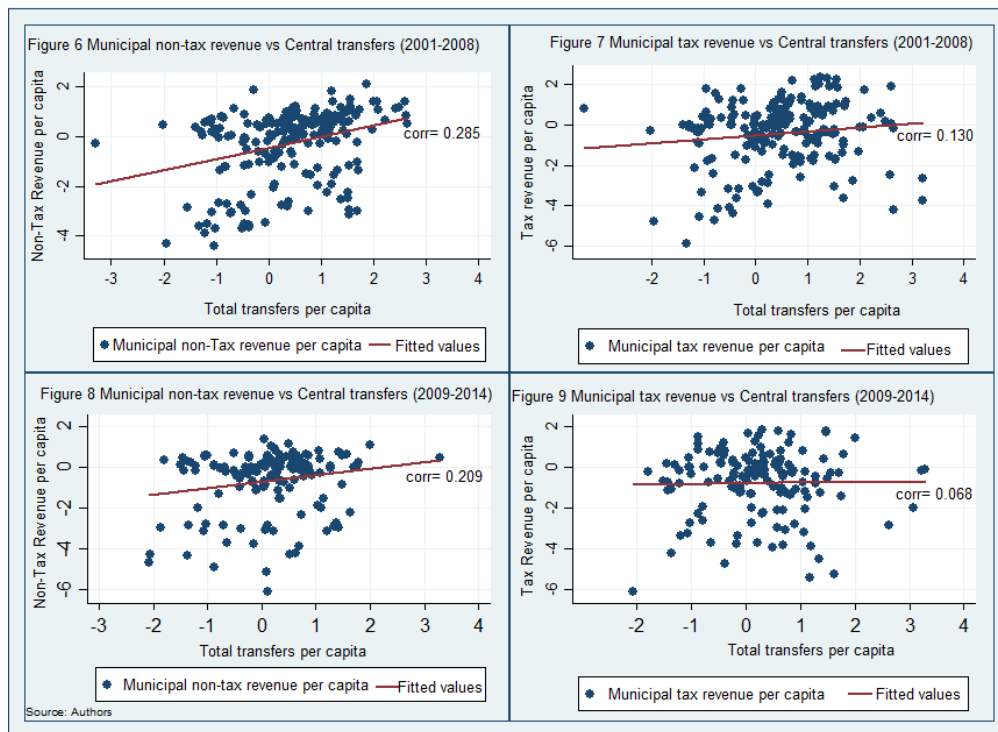 Figure 6 Municipal non-tax revenue vs Central transfers (2001-2008)
Non-Tax Revenue per capita
2
0
-2
-4
corr= 0.285
-3 -2 -1 0 1 2 3 4
Total transfers per capita
Municipal non-Tax revenue per capita Fitted values
Figure 7 Municipal tax revenue vs Central transfers (2001-2008)
Tax revenue per capita
2
0
-2
-4
-6
corr= 0.130
-3 -2 -1 0 1 2 3 4
Total transfers per capita
Municipal tax revenue per capita Fitted values
Figure 8 Municipal non-tax revenue vs Central transfers (2009-2014)
Non-Tax Revenue per capita
2
0
-2
-4
-6
corr= 0.209
-3 -2 -1 0 1 2 3 4
Total transfers per capita
Municipal non-tax revenue per capita Fitted values
Figure 9 Municipal tax revenue vs Central transfers (2009-2014)
Tax Revenue per capita
2
0
-2
-4
-6
corr= 0.068
-2 -1 0 1 2 3 4
Total transfers per capita
Municipal tax revenue per capita Fitted values
Source: Authors